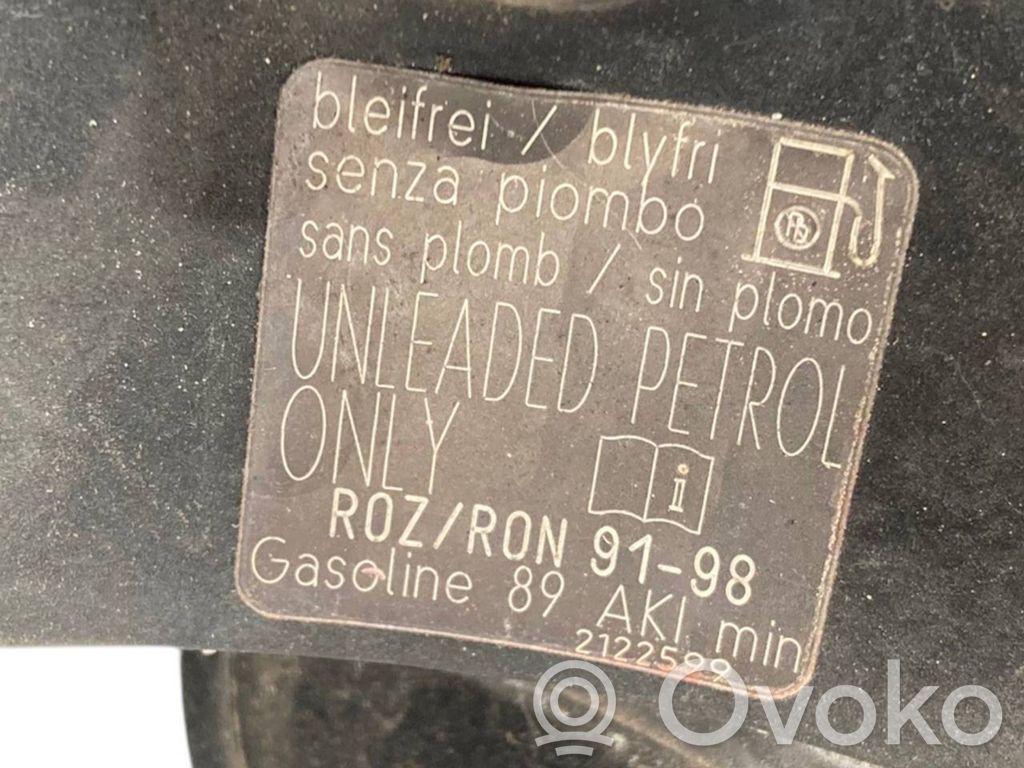 bleifrei / blyfri
senza piombo
sans plomb / sin plomo
UNLEADED PETROL
ONLY
i
ROZ/RON 91-98
Gasoline 89 AKI min
2122599
Ovoko